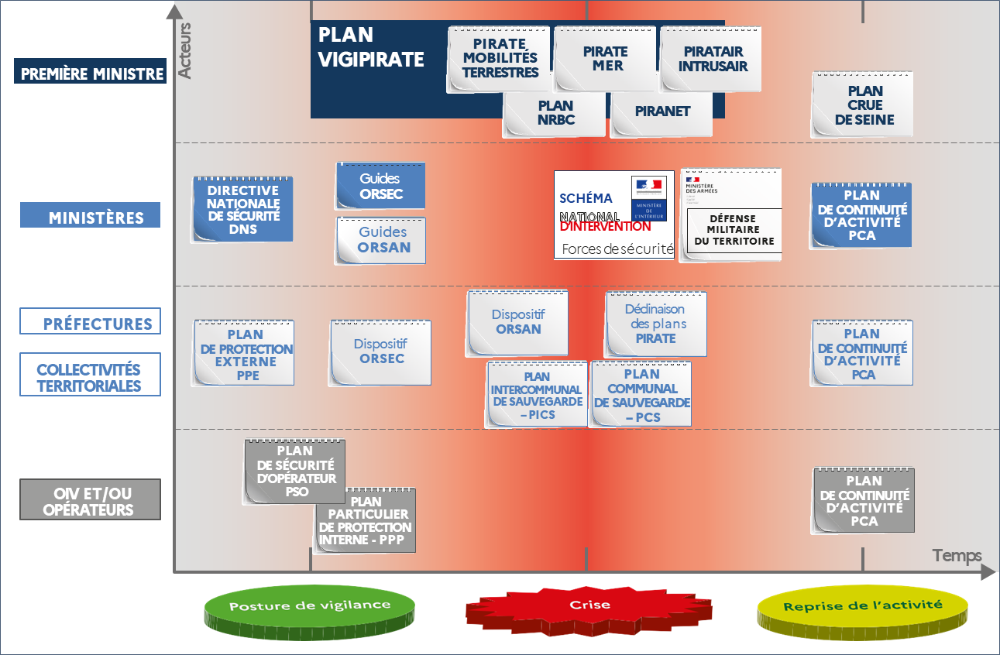 Acteurs
PREMIÈRE MINISTRE
PLAN
VIGIPIRATE
PIRATE
MOBILITÉS
TERRESTRES
PIRATE
MER
PIRATAIR
INTRUSAIR
PLAN
NRBC
PIRANET
PLAN
CRUE
DE SEINE
MINISTÈRES
DIRECTIVE
NATIONALE
DE SÉCURITÉ
DNS
Guides
ORSEC
Guides
ORSAN
SCHÉMA
NATIONAL
D'INTERVENTION
Forces de sécurité
MINISTÈRE
DE L'INTÉRIEUR
MINISTÈRE
DES ARMÉES
DÉFENSE
MILITAIRE
DU TERRITOIRE
PLAN
DE CONTINUITÉ
D'ACTIVITÉ
PCA
PRÉFECTURES
COLLECTIVITÉS
TERRITORIALES
PLAN
DE PROTECTION
EXTERNE
PPE
Dispositif
ORSEC
Dispositif
ORSAN
Dédinaison
des plans
PIRATE
PLAN
INTERCOMMUNAL
DE SAUVEGARDE
– PICS
PLAN
COMMUNAL
DE SAUVEGARDE
– PCS
PLAN
DE CONTINUITÉ
D'ACTIVITÉ
PCA
OIV ET/OU
OPÉRATEURS
PLAN
DE SÉCURITÉ
D'OPÉRATEUR
PSO
PLAN
PARTICULIER
DE PROTECTION
INTERNE - PPP
PLAN
DE CONTINUITÉ
D'ACTIVITÉ
PCA
Temps
Posture de vigilance
Crise
Reprise de l'activité